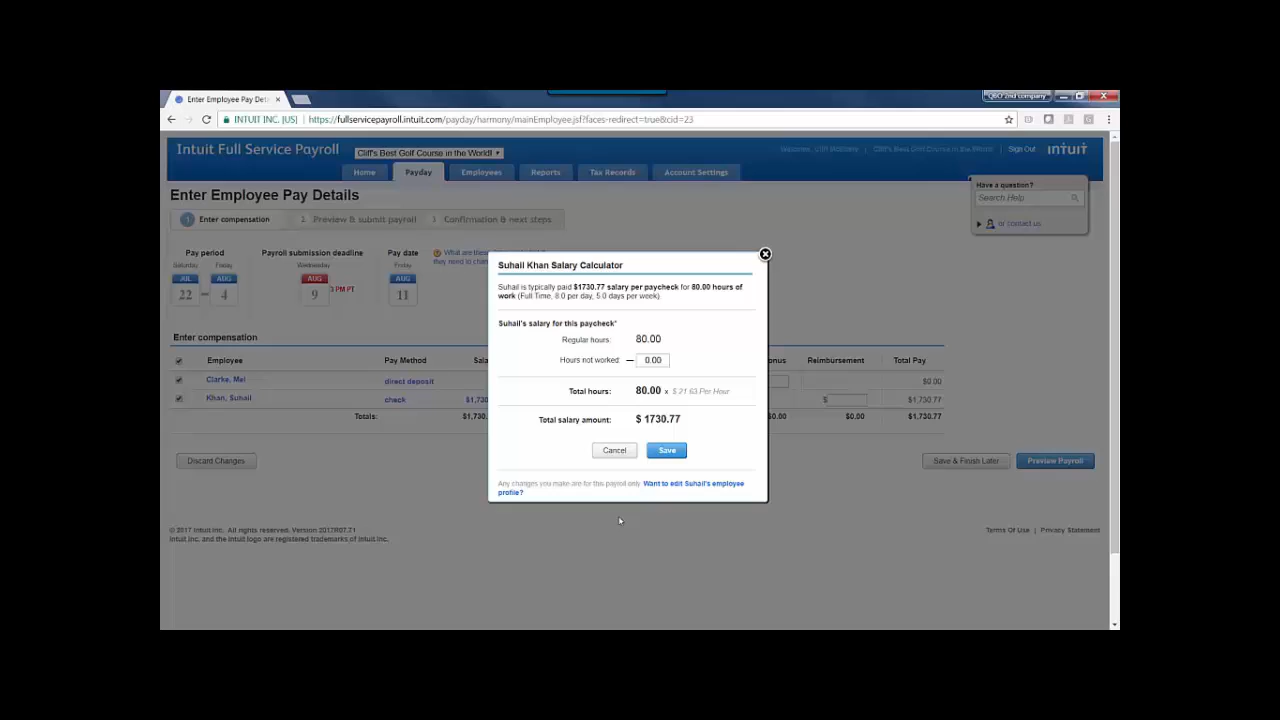 Enter Employee Pay Deta
QBCF2nd company
INTUIT INC. [US] | https://fullservicepayroll.intuit.com/payday/harmony/mainEmployee.jsf?faces-redirect=true&cid=23
Intuit Full Service Payroll
Cliff's Best Golf Course in the World!
Cliff's Best Golf Course in the World!
Sign Out
intuit
Home
Payday
Employees
Reports
Tax Records
Account Settings
Enter Employee Pay Details
Have a question?
Search Help
or contact us
1 Enter compensation
2 Preview & submit payroll
3 Confirmation & next steps
Pay period
Payroll submission deadline
Pay date
What are these
they need to chan
Saturday
Friday
Wednesday
Friday
JUL
AUG
AUG
AUG
22 – 4
9
3 PM PT
11
Enter compensation
Employee
Pay Method
Sala
onus
Reimbursement
Total Pay
Clarke, Mal
direct deposit
$0.00
Khan, Suhail
check
$1,73
$
$1,730.77
Totals:
$1,730.
$0.00
$0.00
$1,730.77
Discard Changes
Save & Finish Later
Preview Payroll
Suhail Khan Salary Calculator
Suhail is typically paid $1730.77 salary per paycheck for 80.00 hours of
work (Full Time, 8.0 per day, 5.0 days per week)
Suhail's salary for this paycheck*
Regular hours: 80.00
Hours not worked – 0.00
Total hours: 80.00 x $ 21.63 Per Hour
Total salary amount: $ 1730.77
Cancel
Save
Any changes you make are for this payroll only. Want to edit Suhail's employee
profile?
© 2017 Intuit Inc. All rights reserved. Version 2017R07.21
Intuit, Inc. and the Intuit logo are registered trademarks of Intuit, Inc.
Terms Of Use | Privacy Statement